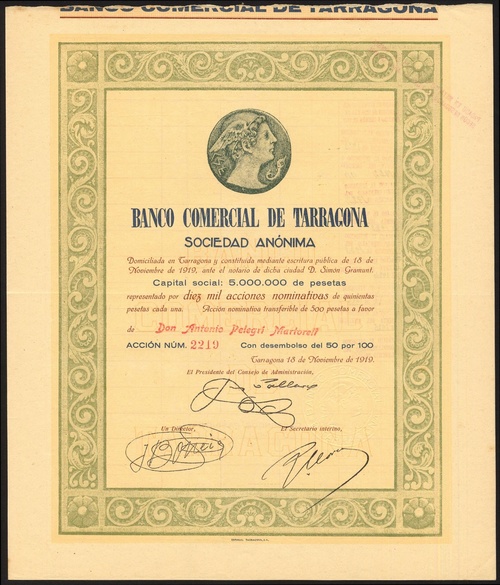 BANCO COMERCIAL DE TARRAGONA
BANCO COMERCIAL DE TARRAGONA
SOCIEDAD ANÓNIMA
Domiciliada en Tarragona y constituida mediante escritura pública de 18 de
Noviembre de 1919, ante el notario de dicha ciudad D. Simón Gramunt.
Capital social: 5.000.000 de pesetas
representado por diez mil acciones nominativas de quinientas
pesetas cada una. Acción nominativa transferible de 500 pesetas a favor
de Don Antonio Pelegrí Martorell
ACCIÓN NÚM. 2219 Con desembolso del 50 por 100
Tarragona 18 de Noviembre de 1919.
El Presidente del Consejo de Administración,
Un Director,
El Secretario interino,